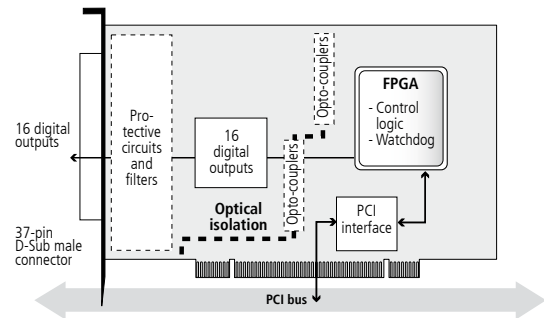 16 digital
outputs
37-pin
D-Sub male
connector
Pro-
tective
circuits
and
filters
16
digital
outputs
Optical
isolation
Opto-couplers
Opto-couplers
FPGA
- Control
logic
- Watchdog
PCI
interface
PCI bus